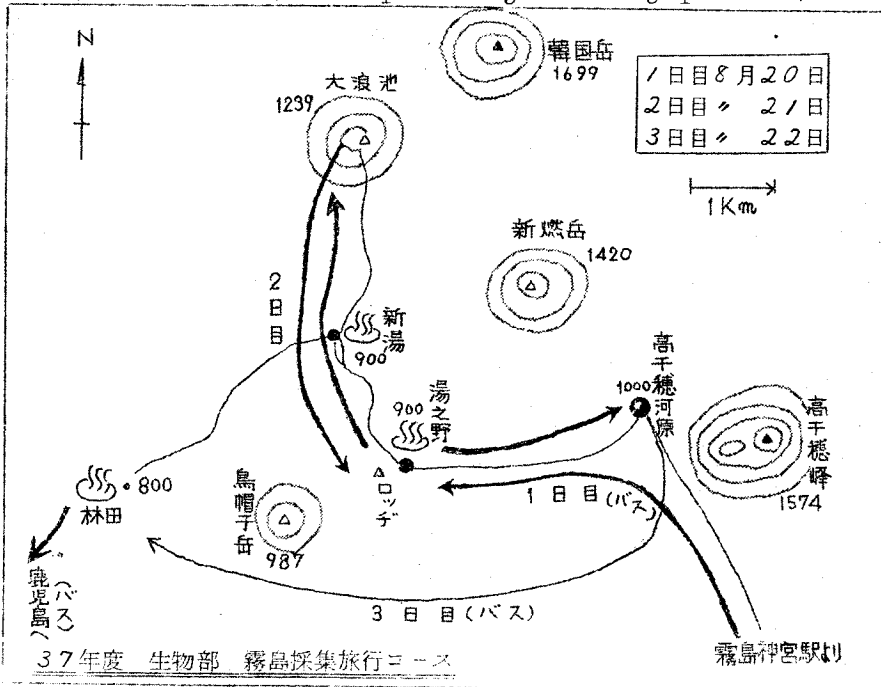 N
韓国岳
1699
大浪池
1239
1日目8月20日
2日目〃 21日
3日目〃 22日
1Km
新燃岳
1420
2日目
新湯
900
湯之野
900
高千穂河原
1000
高千穂峰
1574
ロッヂ
1日目(バス)
800
林田
烏帽子岳
987
3日目(バス)
鹿児島へ
(バス)
霧島神宮駅より
37年度 生物部 霧島採集旅行コース